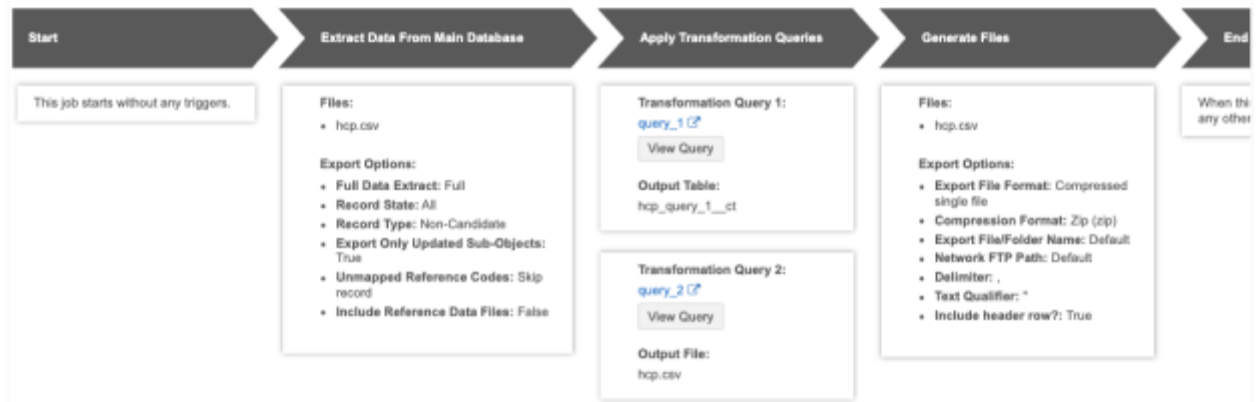 Start
Extract Data From Main Database
Apply Transformation Queries
Generate Files
End
This job starts without any triggers.
Files:
• hcp.csv
Export Options:
• Full Data Extract: Full
• Record State: All
• Record Type: Non-Candidate
• Export Only Updated Sub-Objects:
True
• Unmapped Reference Codes: Skip
record
• Include Reference Data Files: False
Transformation Query 1:
query_1
View Query
Output Table:
hcp_query_1__ct
Transformation Query 2:
query_2
View Query
Output File:
hcp.csv
Files:
• hcp.csv
Export Options:
• Export File Format: Compressed
single file
• Compression Format: Zip (zip)
• Export File/Folder Name: Default
• Network FTP Path: Default
• Delimiter: ,
• Text Qualifier: "
• Include header row?: True
When thi
any other